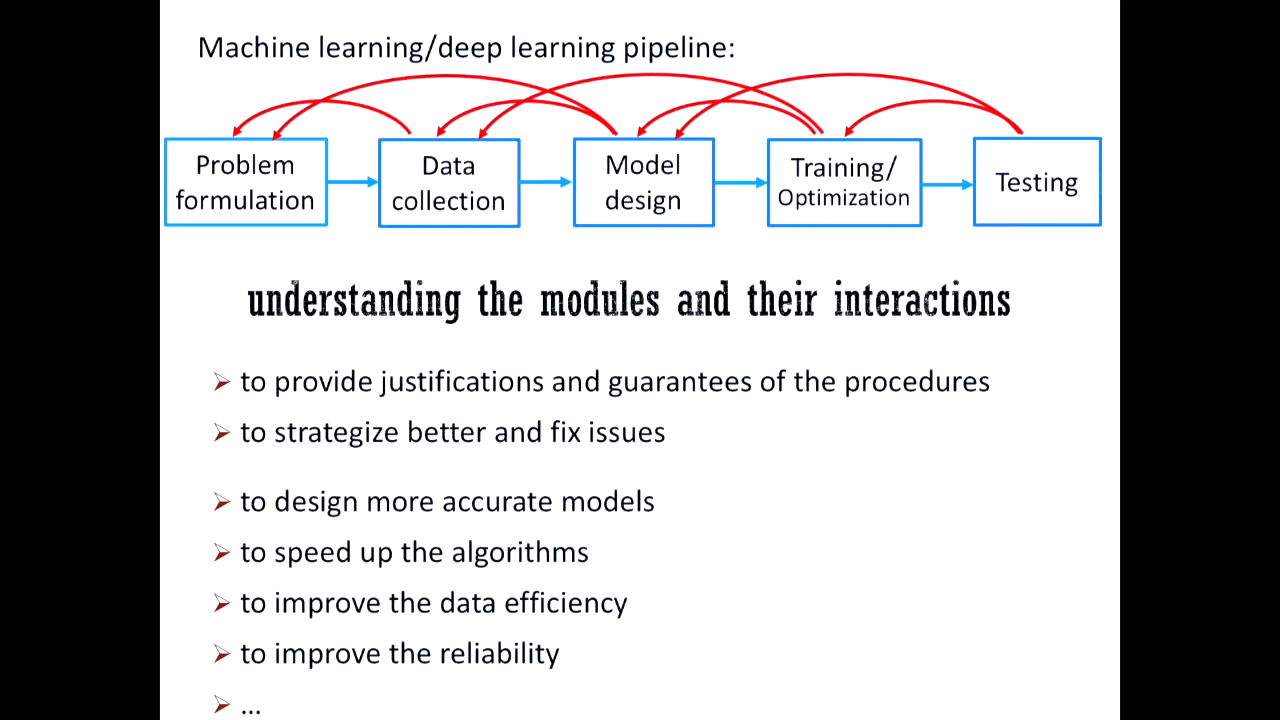 Machine learning/deep learning pipeline:
Problem
formulation
Data
collection
Model
design
Training/
Optimization
Testing
understanding the modules and their interactions
to provide justifications and guarantees of the procedures
to strategize better and fix issues
to design more accurate models
to speed up the algorithms
to improve the data efficiency
to improve the reliability
...